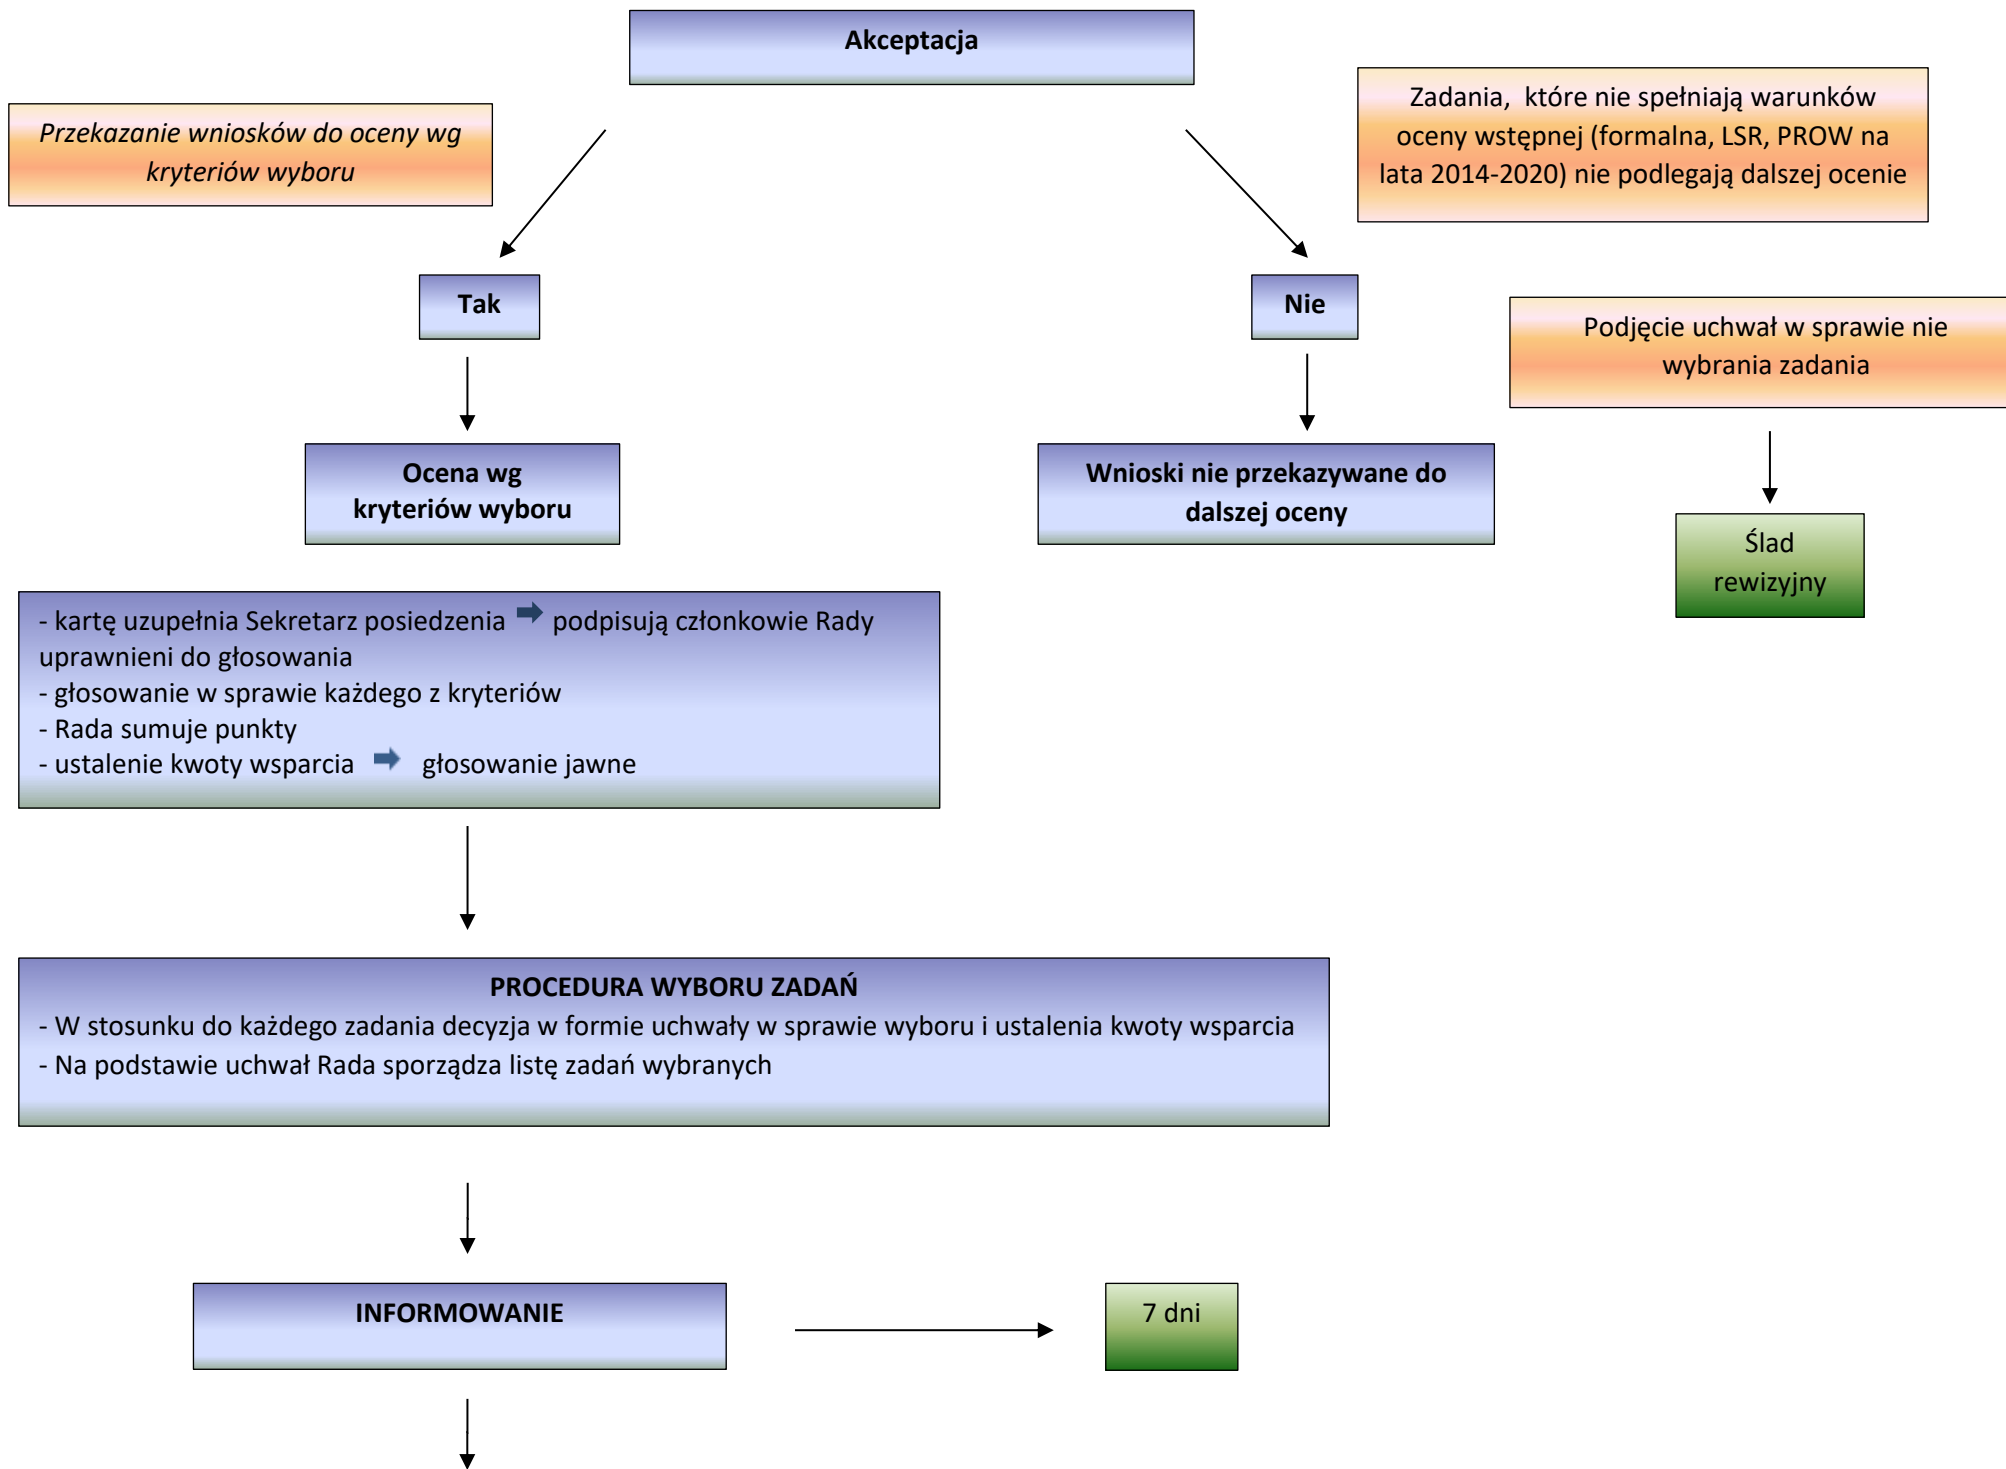 Akceptacja
Przekazanie wniosków do oceny wg
kryteriów wyboru
Zadania, które nie spełniają warunków
oceny wstępnej (formalna, LSR, PROW na
lata 2014-2020) nie podlegają dalszej ocenie
Tak
Nie
Podjęcie uchwał w sprawie nie
wybrania zadania
Ocena wg
kryteriów wyboru
Wnioski nie przekazywane do
dalszej oceny
Ślad
rewizyjny
- kartę uzupełnia Sekretarz posiedzenia podpisują członkowie Rady
uprawnieni do głosowania
- głosowanie w sprawie każdego z kryteriów
- Rada sumuje punkty
- ustalenie kwoty wsparcia głosowanie jawne
PROCEDURA WYBORU ZADAŃ
- W stosunku do każdego zadania decyzja w formie uchwały w sprawie wyboru i ustalenia kwoty wsparcia
- Na podstawie uchwał Rada sporządza listę zadań wybranych
INFORMOWANIE
7 dni